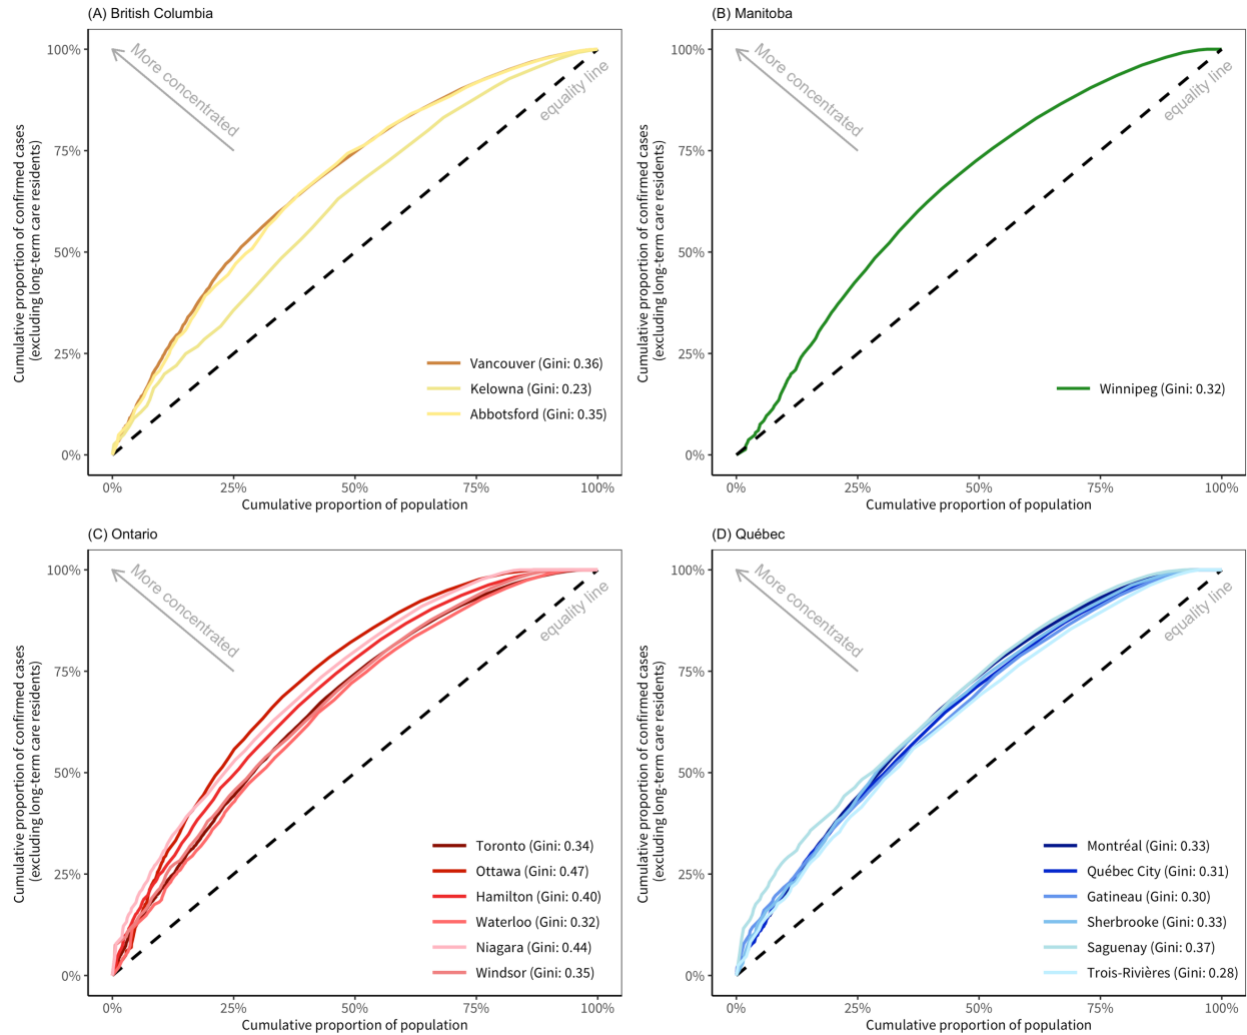 (A) British Columbia
100%
75%
50%
25%
0%
Cumulative proportion of confirmed cases
(excluding long-term care residents)
More concentrated
equality line
Vancouver (Gini: 0.36)
Kelowna (Gini: 0.23)
Abbotsford (Gini: 0.35)
0%
25%
50%
75%
100%
Cumulative proportion of population
(B) Manitoba
100%
75%
50%
25%
0%
Cumulative proportion of confirmed cases
(excluding long-term care residents)
More concentrated
equality line
Winnipeg (Gini: 0.32)
0%
25%
50%
75%
100%
Cumulative proportion of population
(C) Ontario
100%
75%
50%
25%
0%
Cumulative proportion of confirmed cases
(excluding long-term care residents)
More concentrated
equality line
Toronto (Gini: 0.34)
Ottawa (Gini: 0.47)
Hamilton (Gini: 0.40)
Waterloo (Gini: 0.32)
Niagara (Gini: 0.44)
Windsor (Gini: 0.35)
0%
25%
50%
75%
100%
Cumulative proportion of population
(D) Québec
100%
75%
50%
25%
0%
Cumulative proportion of confirmed cases
(excluding long-term care residents)
More concentrated
equality line
Montréal (Gini: 0.33)
Québec City (Gini: 0.31)
Gatineau (Gini: 0.30)
Sherbrooke (Gini: 0.33)
Saguenay (Gini: 0.37)
Trois-Rivières (Gini: 0.28)
0%
25%
50%
75%
100%
Cumulative proportion of population